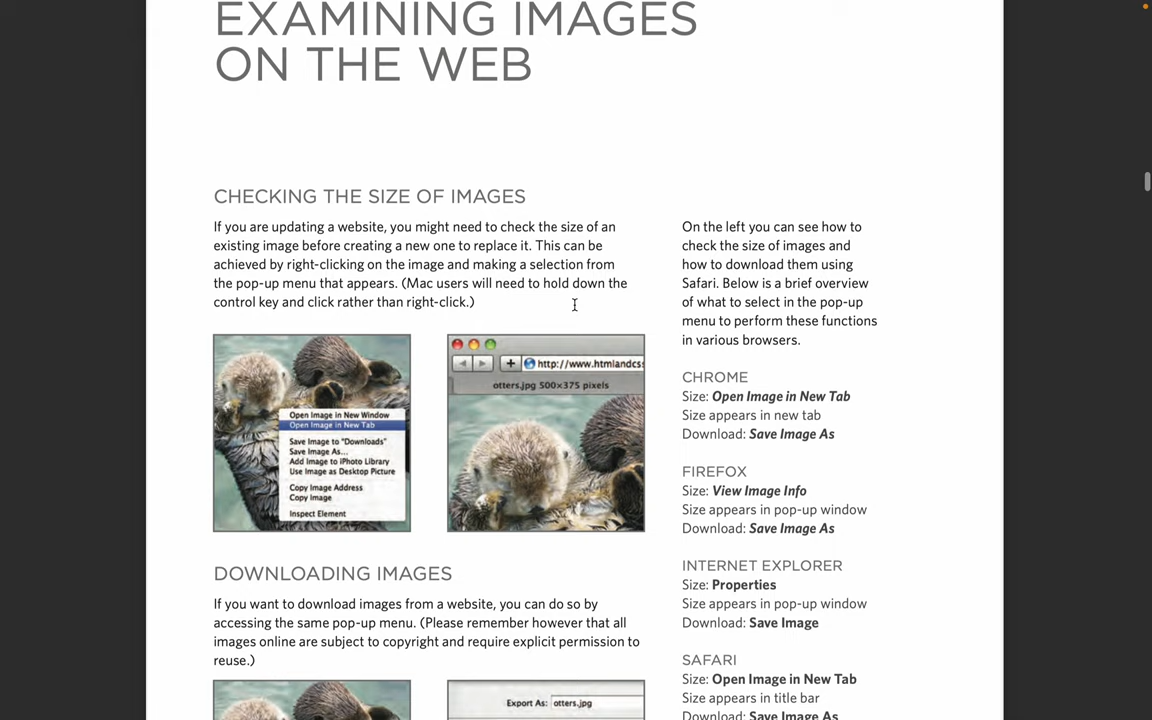 EXAMINING IMAGES
ON THE WEB
CHECKING THE SIZE OF IMAGES
If you are updating a website, you might need to check the size of an
existing image before creating a new one to replace it. This can be
achieved by right-clicking on the image and making a selection from
the pop-up menu that appears. (Mac users will need to hold down the
control key and click rather than right-click.)
Open Image in New Window
Open Image in New Tab
Save Image to "Downloads"
Save Image As...
Add Image to iPhoto Library
Use Image as Desktop Picture
Copy Image Address
Copy Image
Inspect Element
http://www.htmlandcs
otters.jpg 500×375 pixels
DOWNLOADING IMAGES
If you want to download images from a website, you can do so by
accessing the same pop-up menu. (Please remember however that all
images online are subject to copyright and require explicit permission to
reuse.)
Export As: otters.jpg
On the left you can see how to
check the size of images and
how to download them using
Safari. Below is a brief overview
of what to select in the pop-up
menu to perform these functions
in various browsers.
CHROME
Size: Open Image in New Tab
Size appears in new tab
Download: Save Image As
FIREFOX
Size: View Image Info
Size appears in pop-up window
Download: Save Image As
INTERNET EXPLORER
Size: Properties
Size appears in pop-up window
Download: Save Image
SAFARI
Size: Open Image in New Tab
Size appears in title bar
Download: Save Image As